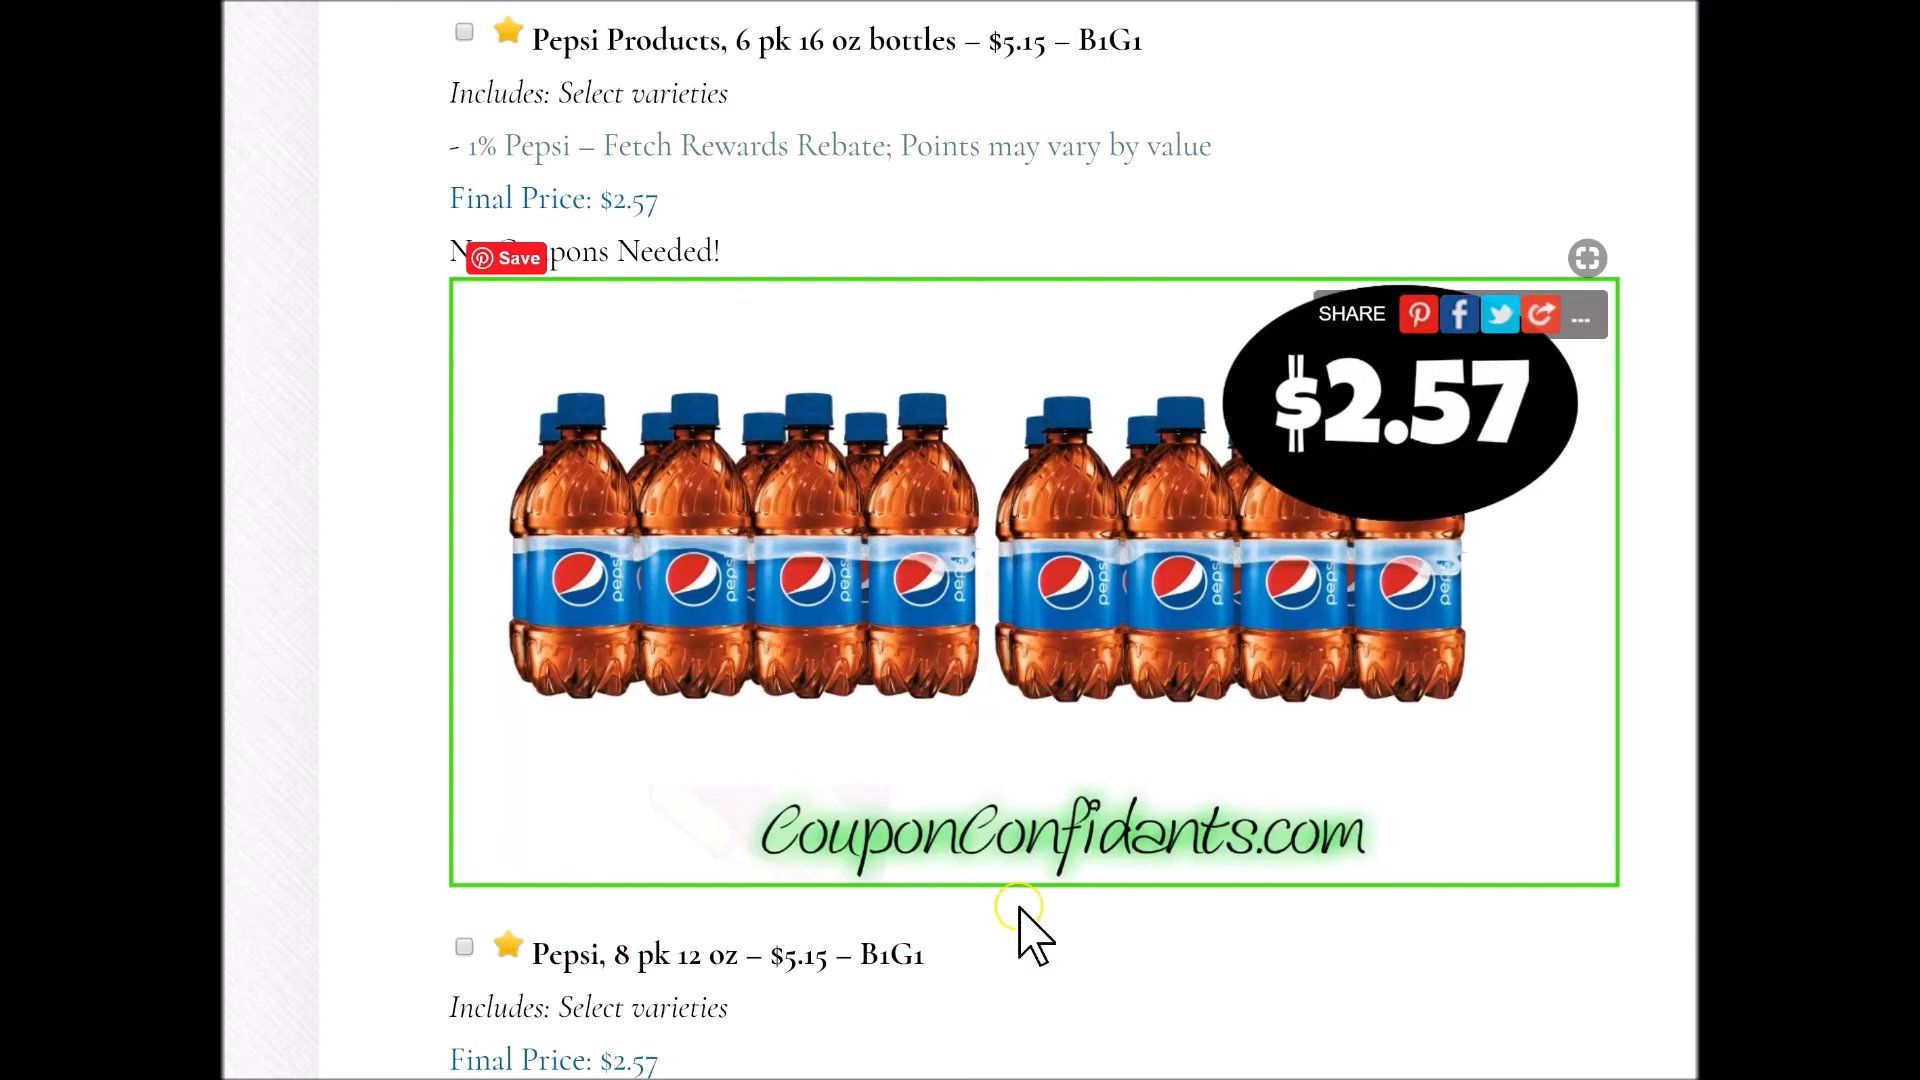 Pepsi Products, 6 pk 16 oz bottles – $5.15 – B1G1
Includes: Select varieties
- 1% Pepsi – Fetch Rewards Rebate; Points may vary by value
Final Price: $2.57
pons Needed!
Save
SHARE
...
$2.57
pepsi pepsi pepsi pepsi pepsi pepsi pepsi pepsi
CouponConfidants.com
Pepsi, 8 pk 12 oz – $5.15 – B1G1
Includes: Select varieties
Final Price: $2.57